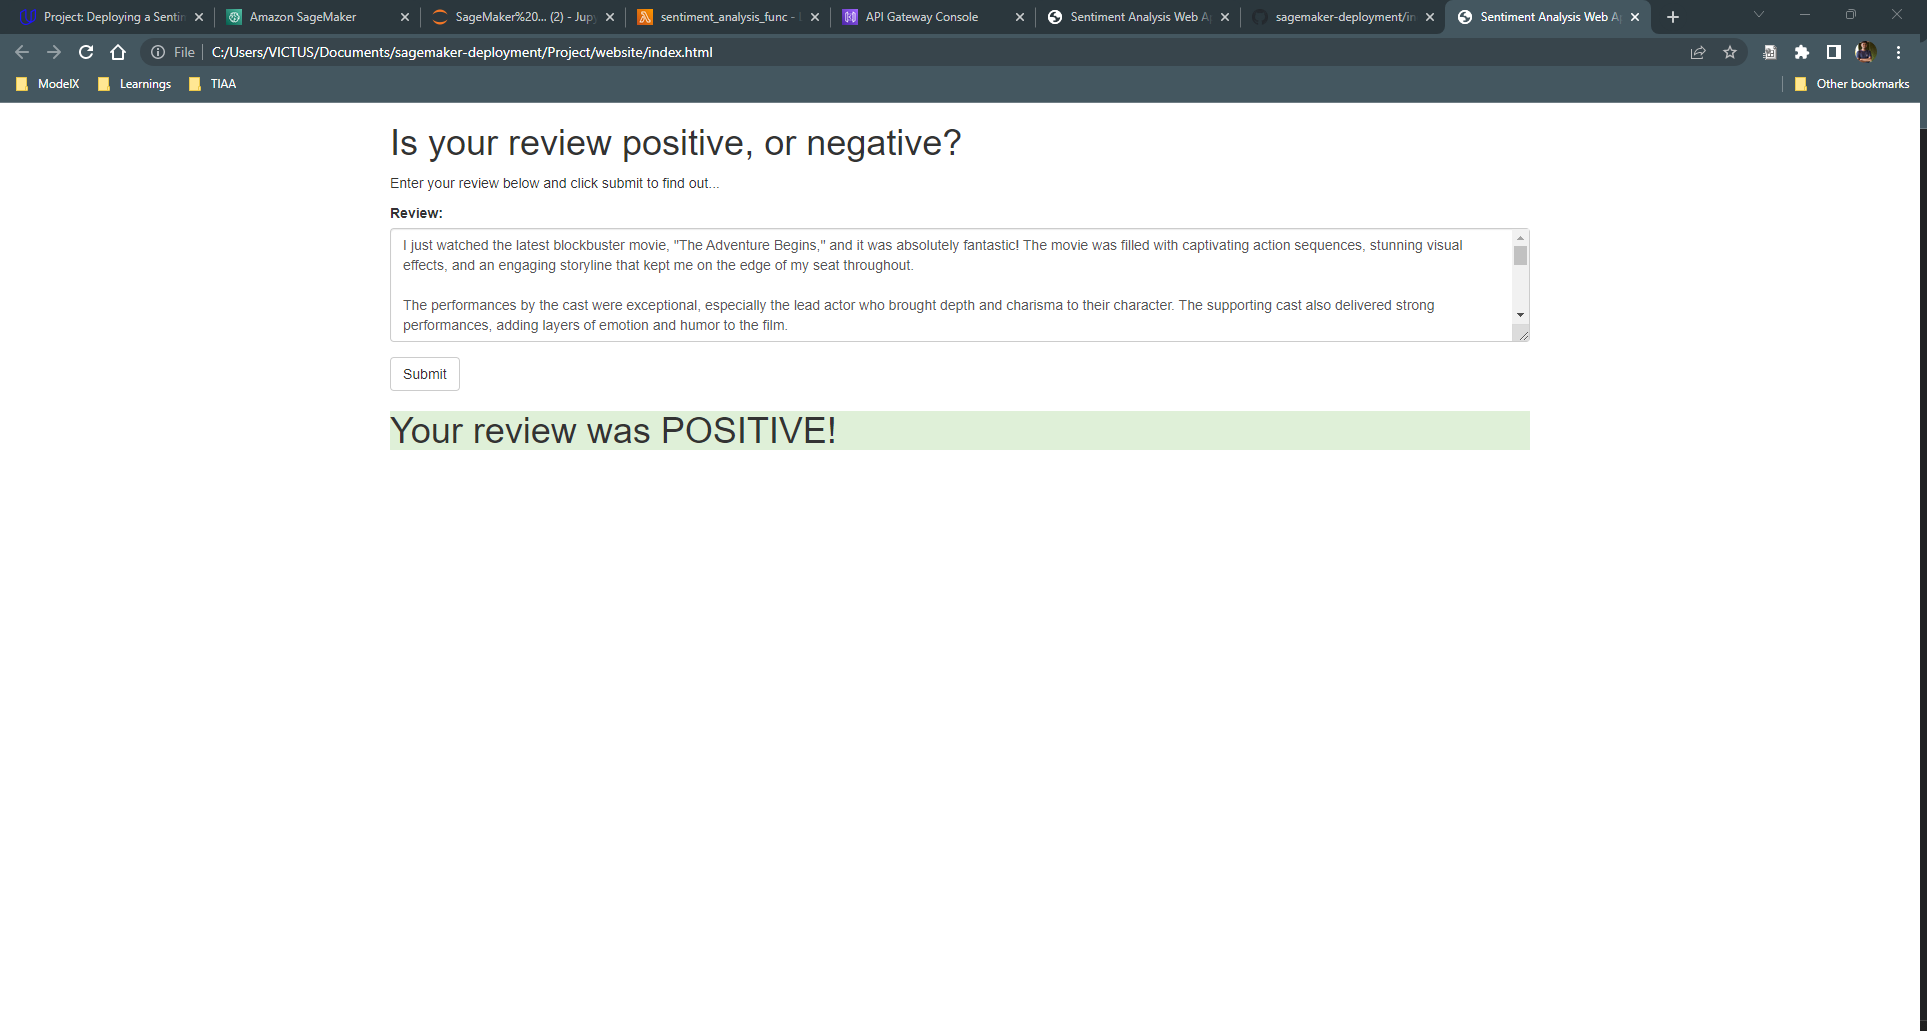 Project: Deploying a Sentin
Amazon SageMaker
SageMaker%20... (2) - Jup
sentiment_analysis_func - 
API Gateway Console
Sentiment Analysis Web A
sagemaker-deployment/in
Sentiment Analysis Web A
File
C:/Users/VICTUS/Documents/sagemaker-deployment/Project/website/index.html
ModelX
Learnings
TIAA
Other bookmarks
Is your review positive, or negative?
Enter your review below and click submit to find out...
Review:
I just watched the latest blockbuster movie, "The Adventure Begins," and it was absolutely fantastic! The movie was filled with captivating action sequences, stunning visual
effects, and an engaging storyline that kept me on the edge of my seat throughout.
The performances by the cast were exceptional, especially the lead actor who brought depth and charisma to their character. The supporting cast also delivered strong
performances, adding layers of emotion and humor to the film.
Submit
Your review was POSITIVE!